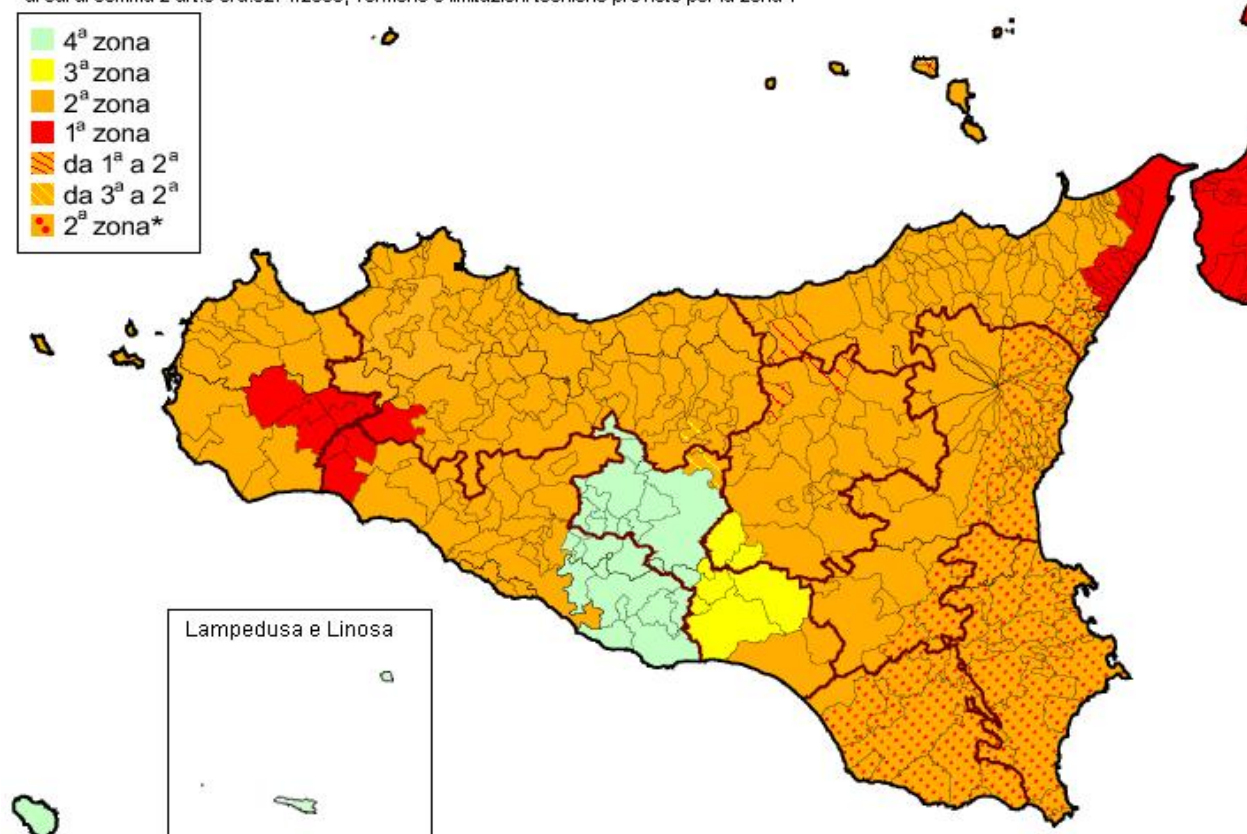 4ª zona
3ª zona
2ª zona
1ª zona
da 1ª a 2ª
da 3ª a 2ª
2ª zona*
Lampedusa e Linosa